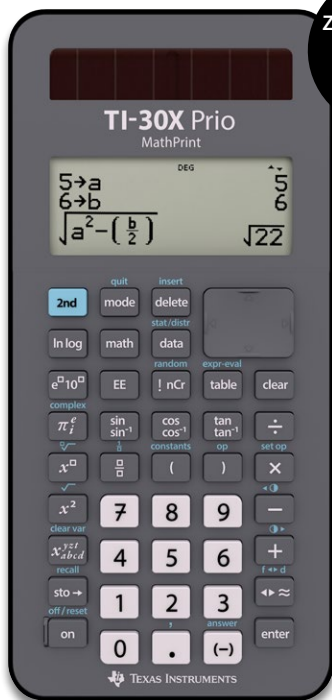 Z
TI-30X Prio
MathPrint
DEG
5→a 5
6→b 6
√a²−(b/2) √22
quit insert
2nd mode delete
stat/distr
ln log math data
random expr-eval
eᵒ10ᵒ EE ! nCr table clear
complex
π e i sin sin⁻¹ cos cos⁻¹ tan tan⁻¹ ÷
constants op set op
xᵒ ( ) ×
√
x² 7 8 9 −
clear var
x y z t a b c d 4 5 6 +
recall f ◂▸ d
sto → 1 2 3 ◂▸ ≈
off/reset , answer
on 0 . (−) enter
TEXAS INSTRUMENTS